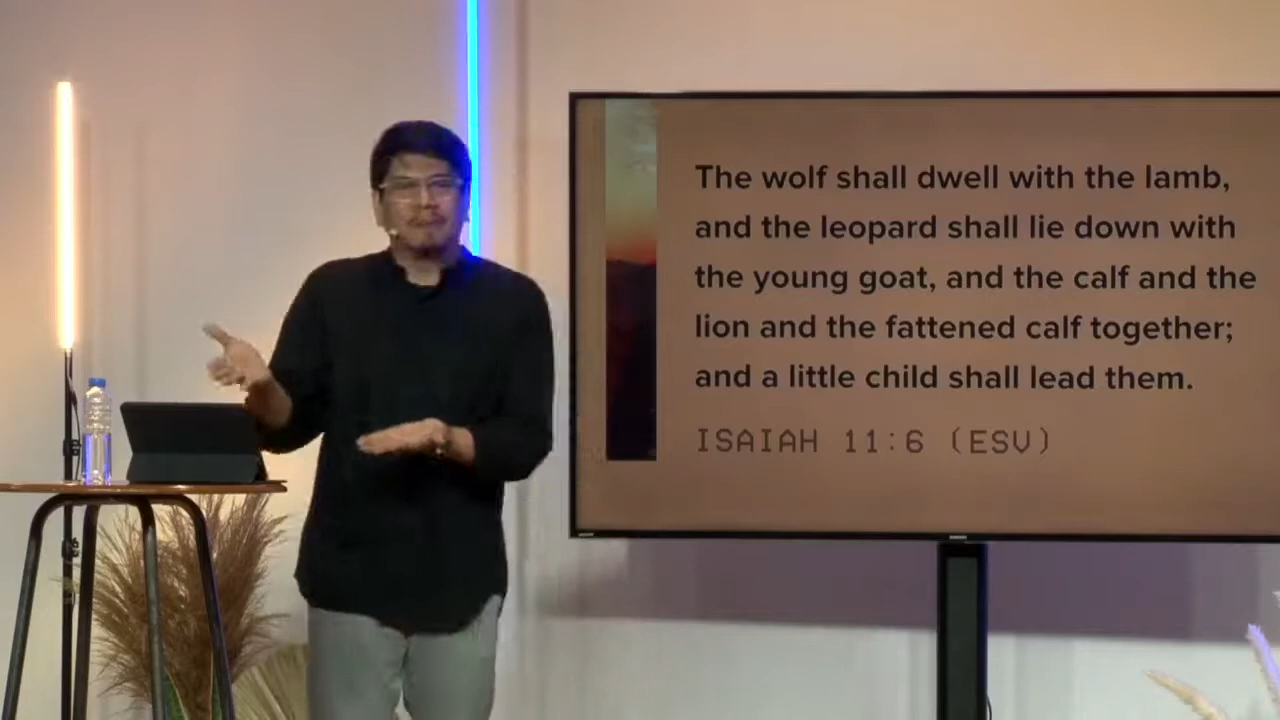 The wolf shall dwell with the lamb,
and the leopard shall lie down with
the young goat, and the calf and the
lion and the fattened calf together;
and a little child shall lead them.
ISAIAH 11:6 (ESV)